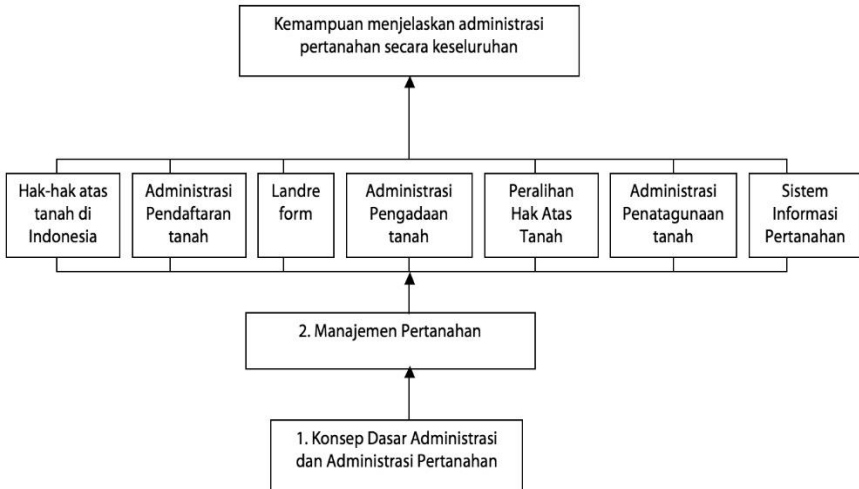 Kemampuan menjelaskan administrasi
pertanahan secara keseluruhan
Hak-hak atas
tanah di
Indonesia
Administrasi
Pendaftaran
tanah
Landre
form
Administrasi
Pengadaan
tanah
Peralihan
Hak Atas
Tanah
Administrasi
Penatagunaan
tanah
Sistem
Informasi
Pertanahan
2. Manajemen Pertanahan
1. Konsep Dasar Administrasi
dan Administrasi Pertanahan